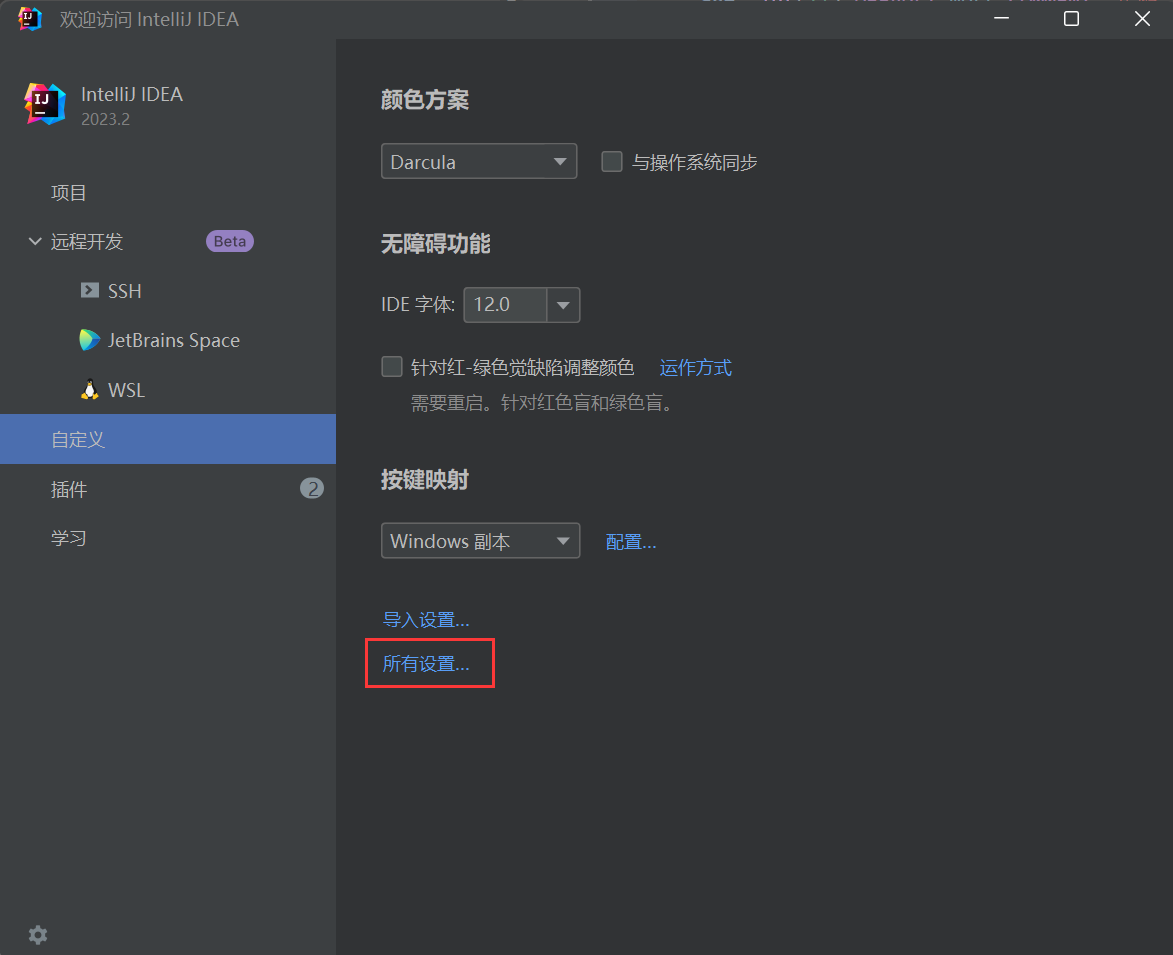 欢迎访问 IntelliJ IDEA
IntelliJ IDEA
2023.2
项目
远程开发 Beta
SSH
JetBrains Space
WSL
自定义
插件 2
学习
颜色方案
Darcula 与操作系统同步
无障碍功能
IDE 字体: 12.0
针对红-绿色觉缺陷调整颜色 运作方式
需要重启。针对红色盲和绿色盲。
按键映射
Windows 副本 配置...
导入设置...
所有设置...